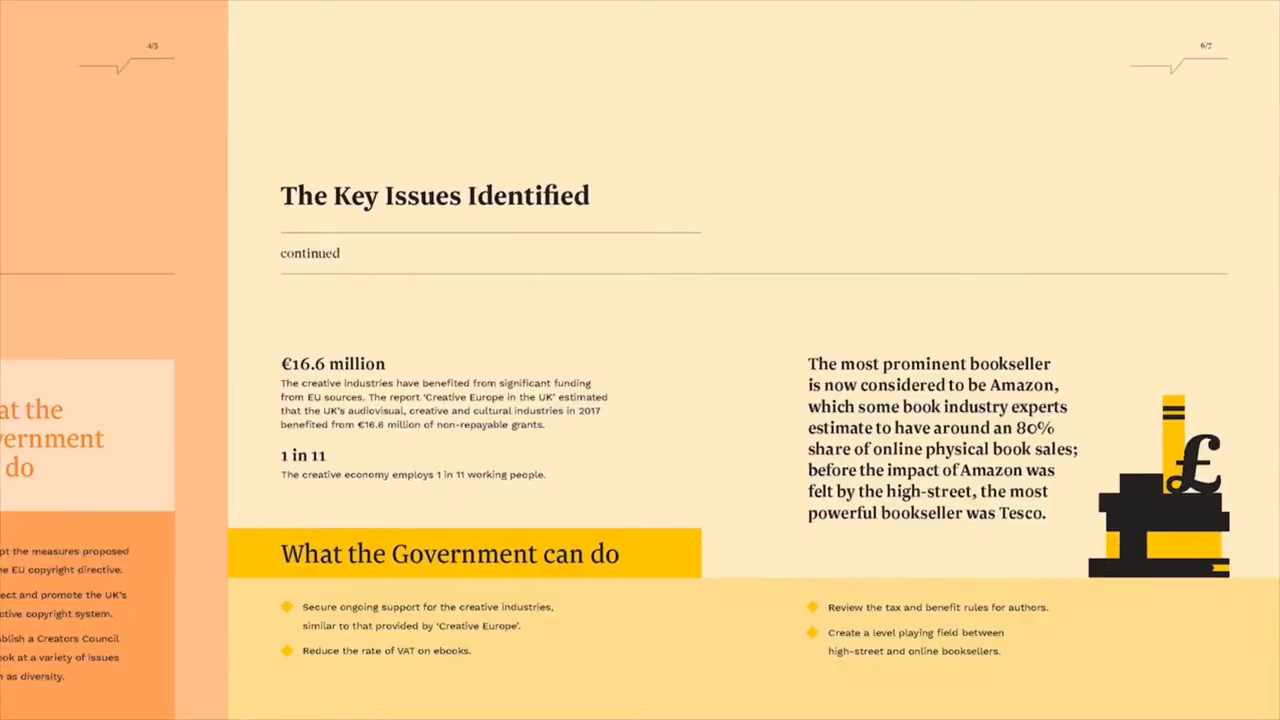 4/5
at the
vernment
do
pt the measures proposed
e EU copyright directive.
ect and promote the UK's
ctive copyright system.
blish a Creators Council
ok at a variety of issues
as diversity.
6/7
The Key Issues Identified
continued
€16.6 million
The creative industries have benefited from significant funding
from EU sources. The report 'Creative Europe in the UK' estimated
that the UK's audiovisual, creative and cultural industries in 2017
benefited from €16.6 million of non-repayable grants.
1 in 11
The creative economy employs 1 in 11 working people.
The most prominent bookseller
is now considered to be Amazon,
which some book industry experts
estimate to have around an 80%
share of online physical book sales;
before the impact of Amazon was
felt by the high-street, the most
powerful bookseller was Tesco.
£
What the Government can do
Secure ongoing support for the creative industries,
similar to that provided by 'Creative Europe'.
Reduce the rate of VAT on ebooks.
Review the tax and benefit rules for authors.
Create a level playing field between
high-street and online booksellers.